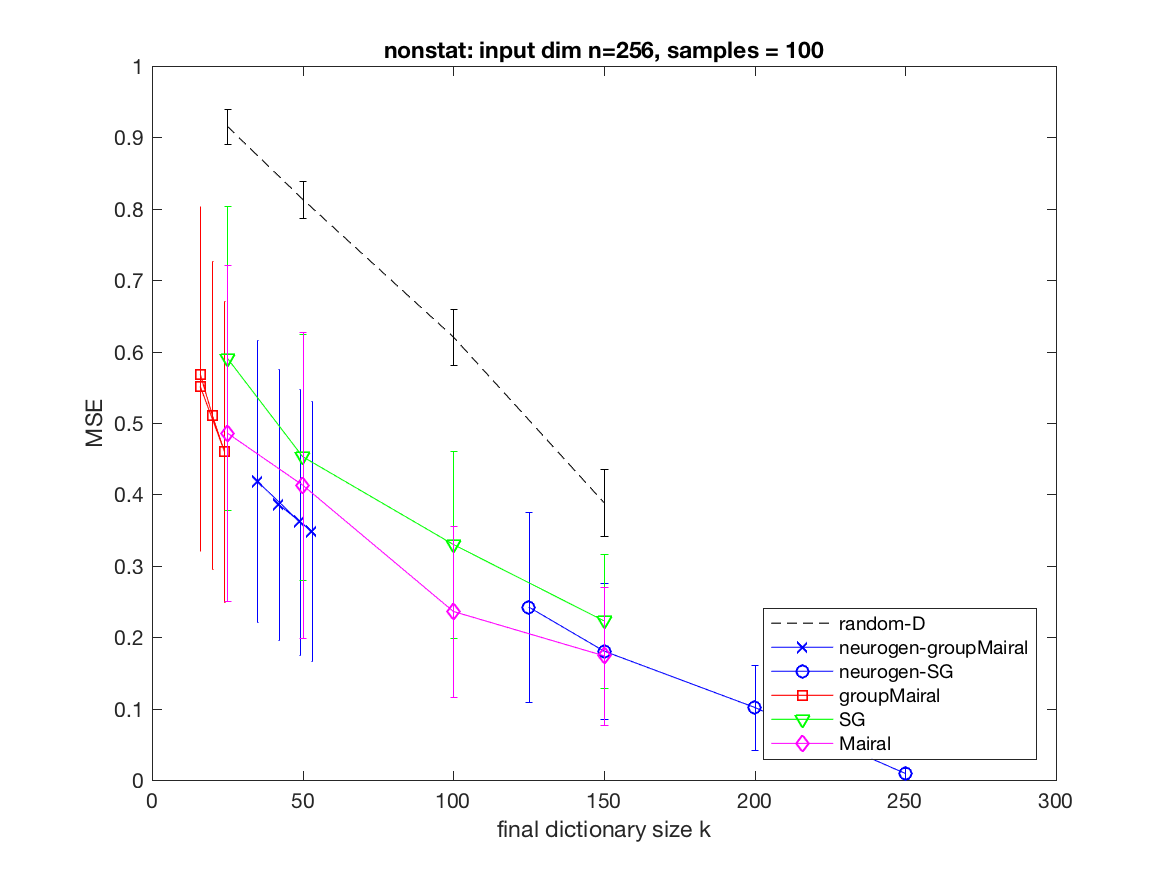 nonstat: input dim n=256, samples = 100
1
0.9
0.8
0.7
0.6
0.5
0.4
0.3
0.2
0.1
0
MSE
random-D
neurogen-groupMairal
neurogen-SG
groupMairal
SG
Mairal
0 50 100 150 200 250 300
final dictionary size k